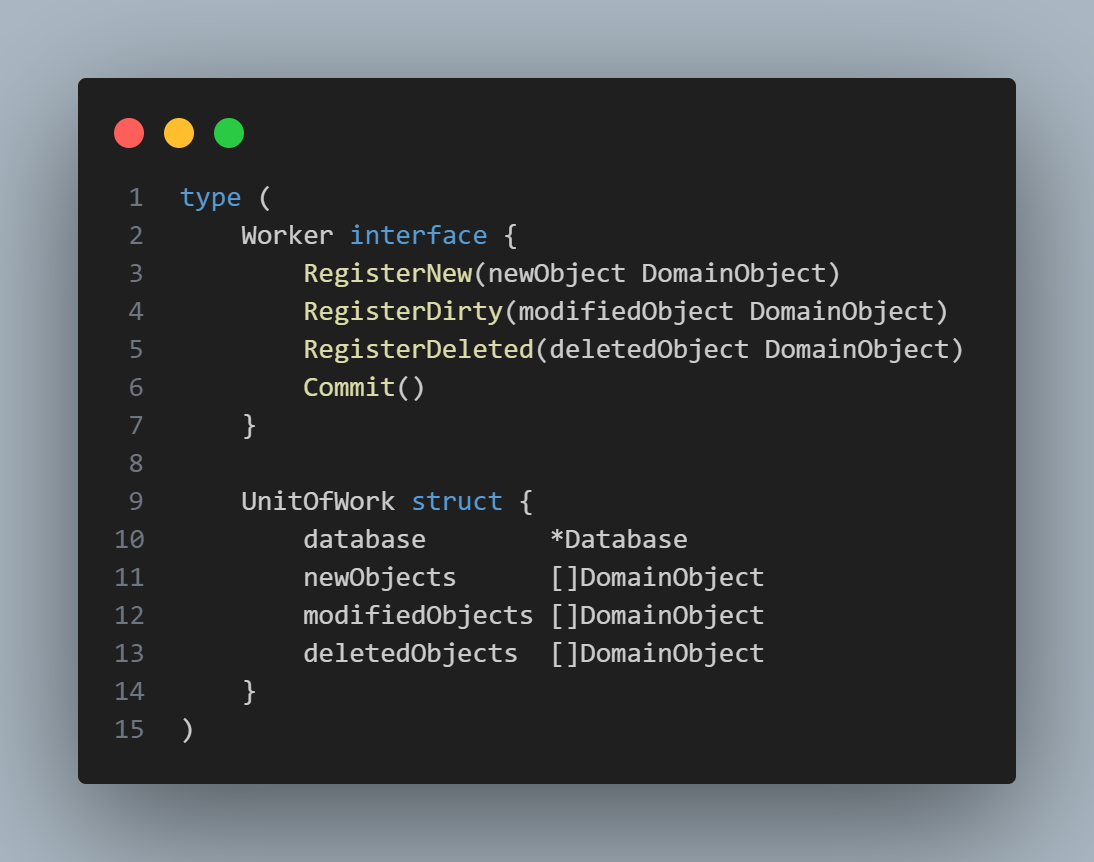 1 type (
2     Worker interface {
3         RegisterNew(newObject DomainObject)
4         RegisterDirty(modifiedObject DomainObject)
5         RegisterDeleted(deletedObject DomainObject)
6         Commit()
7     }
8
9     UnitOfWork struct {
10         database        *Database
11         newObjects      []DomainObject
12         modifiedObjects []DomainObject
13         deletedObjects  []DomainObject
14     }
15 )